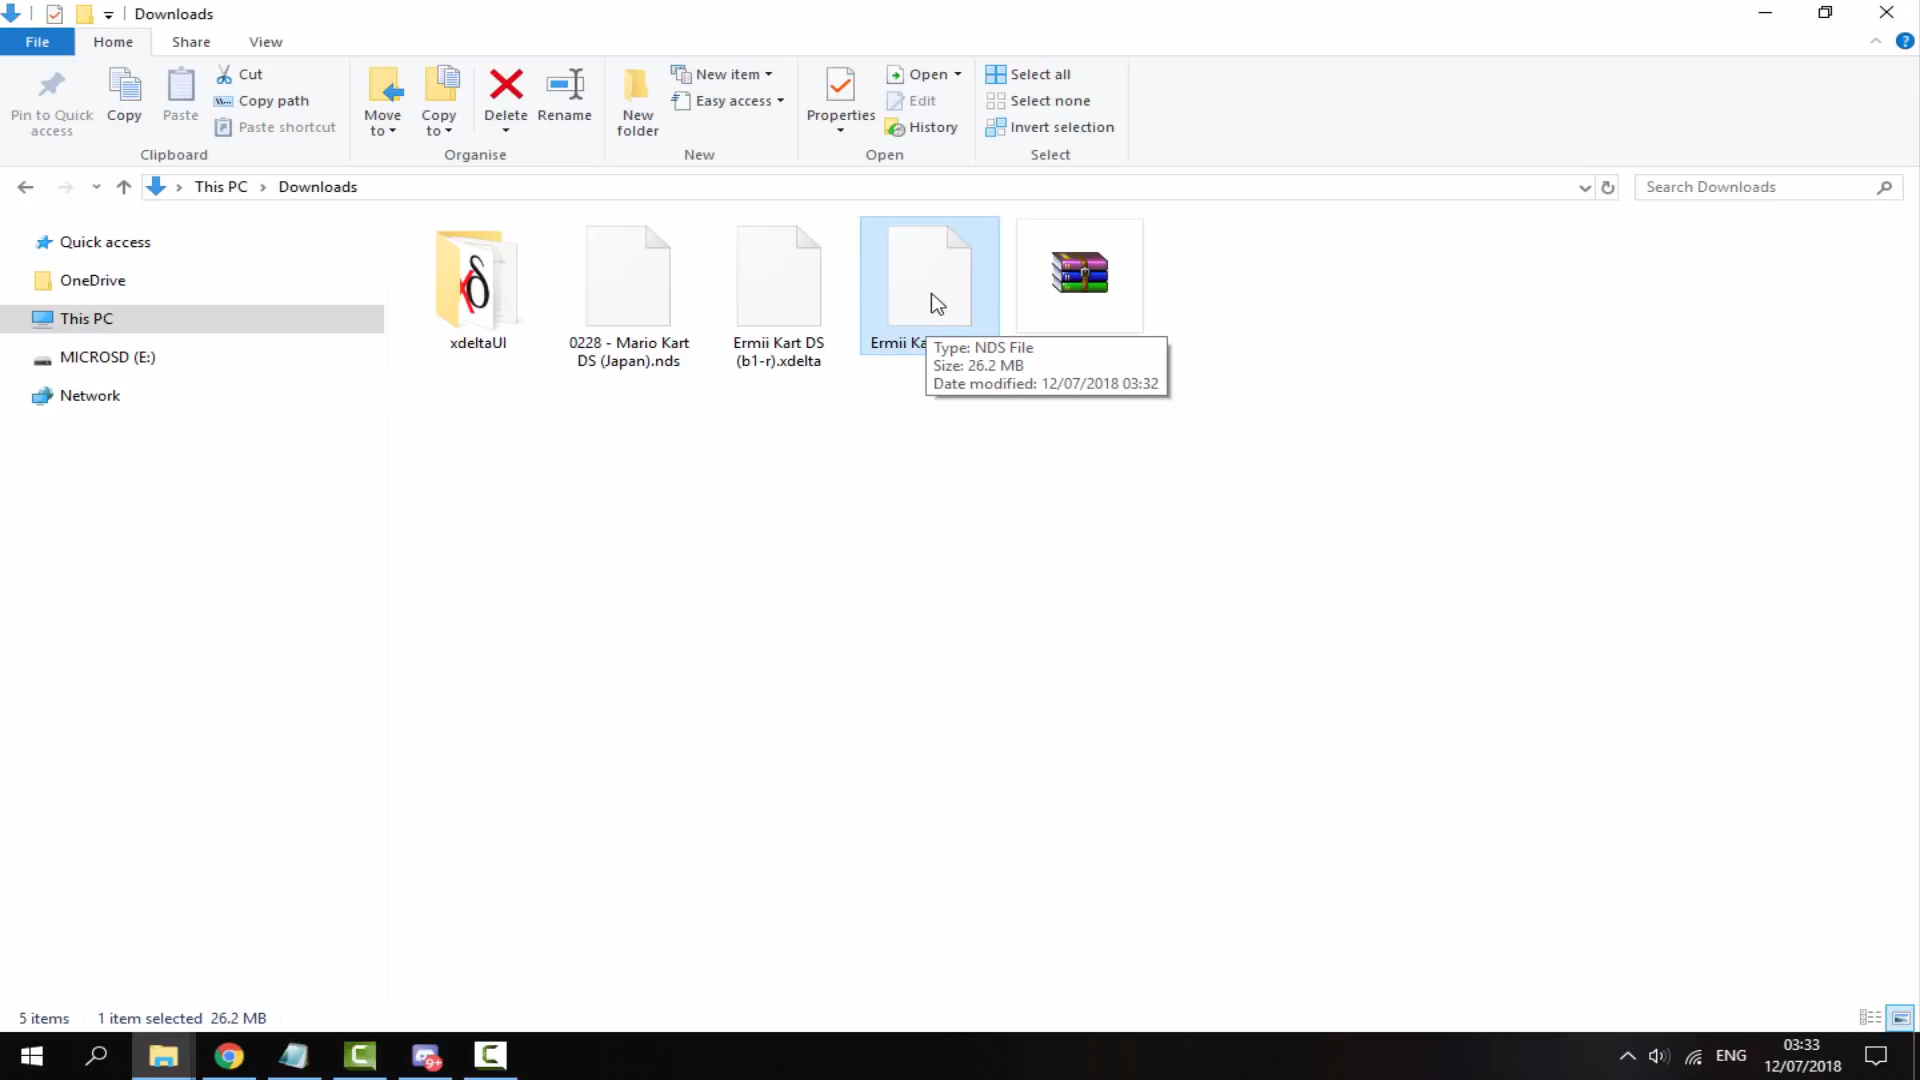 Downloads
File Home Share View
Pin to Quick access
Copy
Paste
Cut
Copy path
Paste shortcut
Clipboard
Move to
Copy to
Delete
Rename
Organise
New folder
New item
Easy access
New
Properties
Open
Edit
History
Open
Select all
Select none
Invert selection
Select
This PC > Downloads
Search Downloads
Quick access
OneDrive
This PC
MICROSD (E:)
Network
xdeltaUI
0228 - Mario Kart
DS (Japan).nds
Ermii Kart DS
(b1-r).xdelta
Ermii
Type: NDS File
Size: 26.2 MB
Date modified: 12/07/2018 03:32
5 items 1 item selected 26.2 MB
9+
ENG
03:33
12/07/2018